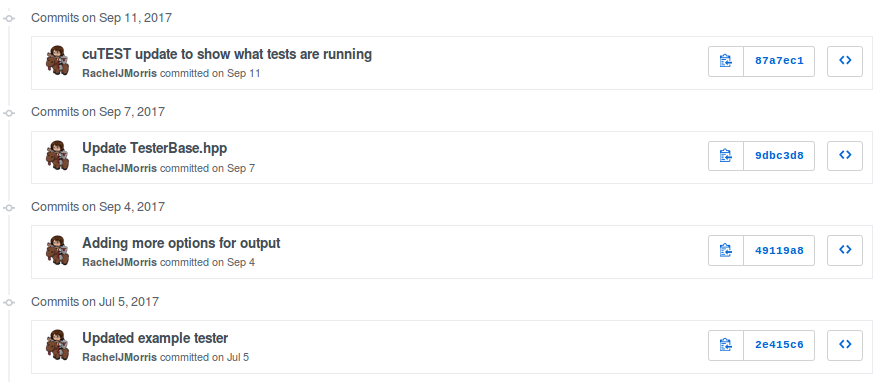 Commits on Sep 11, 2017
cuTEST update to show what tests are running
RachelJMorris committed on Sep 11
87a7ec1
Commits on Sep 7, 2017
Update TesterBase.hpp
RachelJMorris committed on Sep 7
9dbc3d8
Commits on Sep 4, 2017
Adding more options for output
RachelJMorris committed on Sep 4
49119a8
Commits on Jul 5, 2017
Updated example tester
RachelJMorris committed on Jul 5
2e415c6